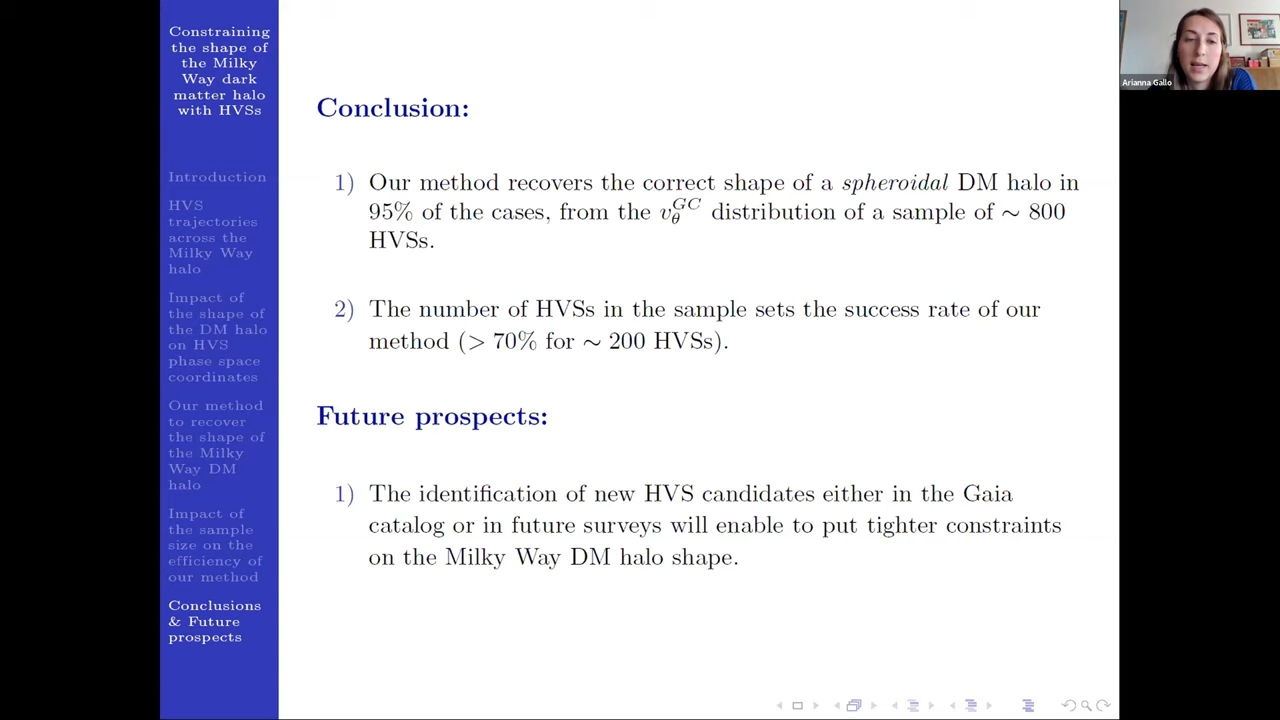 Constraining
the shape of
the Milky
Way dark
matter halo
with HVSs
Introduction
HVS
trajectories
across the
Milky Way
halo
Impact of
the shape of
the DM halo
on HVS
phase space
coordinates
Our method
to recover
the shape of
the Milky
Way DM
halo
Impact of
the sample
size on the
efficiency of
our method
Conclusions
& Future
prospects
Conclusion:
1) Our method recovers the correct shape of a spheroidal DM halo in
95% of the cases, from the v_θ^GC distribution of a sample of ∼ 800
HVSs.
2) The number of HVSs in the sample sets the success rate of our
method (> 70% for ∼ 200 HVSs).
Future prospects:
1) The identification of new HVS candidates either in the Gaia
catalog or in future surveys will enable to put tighter constraints
on the Milky Way DM halo shape.
Arianna Gallo